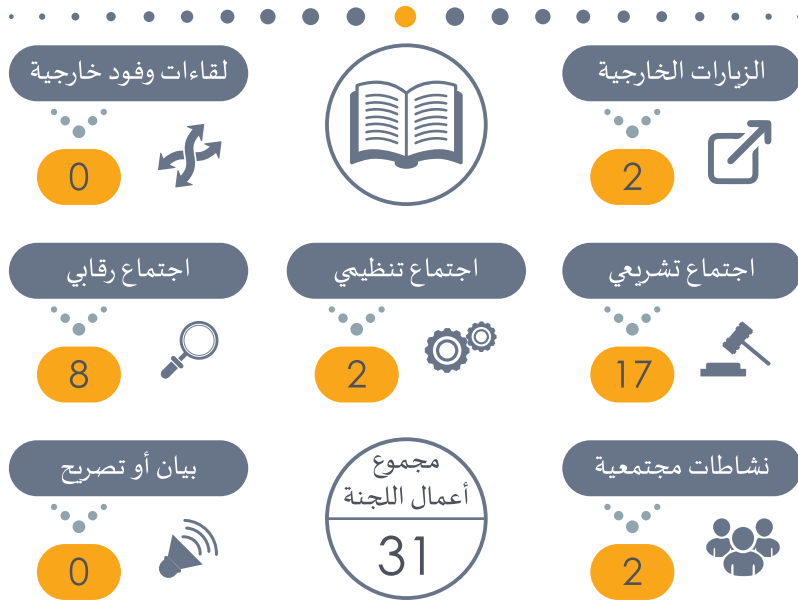 الزيارات الخارجية
2
لقاءات وفود خارجية
0
اجتماع تشريعي
17
اجتماع تنظيمي
2
اجتماع رقابي
8
نشاطات مجتمعية
2
مجموع
أعمال اللجنة
31
بيان أو تصريح
0